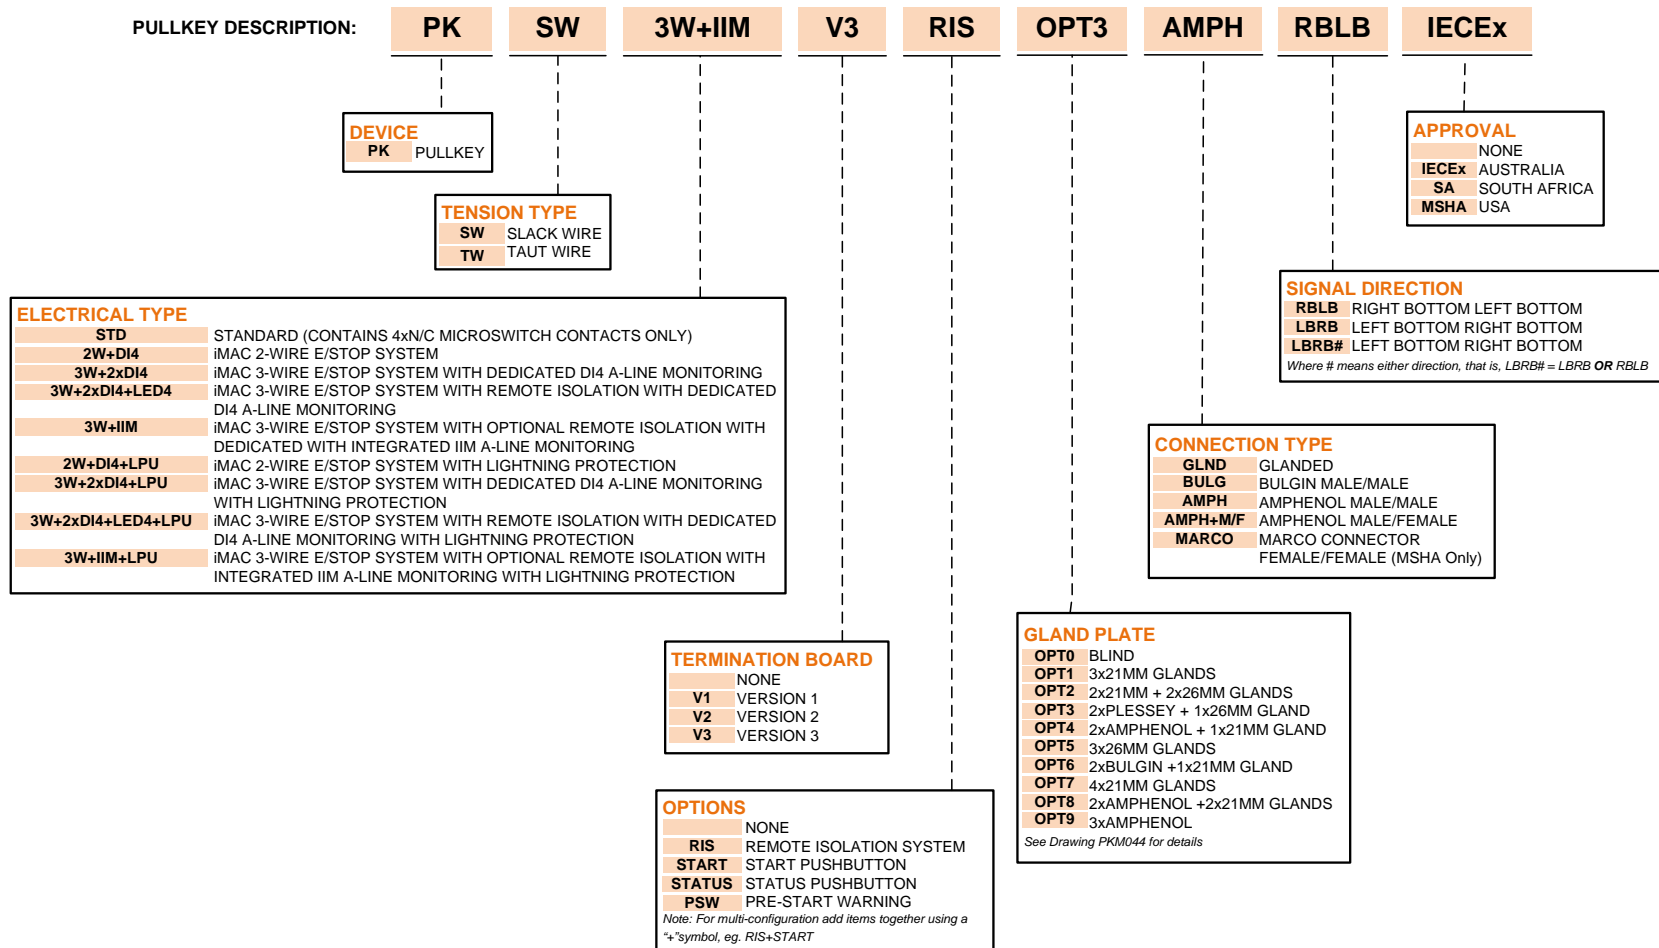 PULLKEY DESCRIPTION: PK SW 3W+IIM V3 RIS OPT3 AMPH RBLB IECEx
DEVICE
PK PULLKEY
TENSION TYPE
SW SLACK WIRE
TW TAUT WIRE
ELECTRICAL TYPE
STD STANDARD (CONTAINS 4xN/C MICROSWITCH CONTACTS ONLY)
2W+DI4 iMAC 2-WIRE E/STOP SYSTEM
3W+2xDI4 iMAC 3-WIRE E/STOP SYSTEM WITH DEDICATED DI4 A-LINE MONITORING
3W+2xDI4+LED4 iMAC 3-WIRE E/STOP SYSTEM WITH REMOTE ISOLATION WITH DEDICATED
DI4 A-LINE MONITORING
3W+IIM iMAC 3-WIRE E/STOP SYSTEM WITH OPTIONAL REMOTE ISOLATION WITH
DEDICATED WITH INTEGRATED IIM A-LINE MONITORING
2W+DI4+LPU iMAC 2-WIRE E/STOP SYSTEM WITH LIGHTNING PROTECTION
3W+2xDI4+LPU iMAC 3-WIRE E/STOP SYSTEM WITH DEDICATED DI4 A-LINE MONITORING
WITH LIGHTNING PROTECTION
3W+2xDI4+LED4+LPU iMAC 3-WIRE E/STOP SYSTEM WITH REMOTE ISOLATION WITH DEDICATED
DI4 A-LINE MONITORING WITH LIGHTNING PROTECTION
3W+IIM+LPU iMAC 3-WIRE E/STOP SYSTEM WITH OPTIONAL REMOTE ISOLATION WITH
INTEGRATED IIM A-LINE MONITORING WITH LIGHTNING PROTECTION
TERMINATION BOARD
NONE
V1 VERSION 1
V2 VERSION 2
V3 VERSION 3
OPTIONS
NONE
RIS REMOTE ISOLATION SYSTEM
START START PUSHBUTTON
STATUS STATUS PUSHBUTTON
PSW PRE-START WARNING
Note: For multi-configuration add items together using a
“+”symbol, eg. RIS+START
GLAND PLATE
OPT0 BLIND
OPT1 3x21MM GLANDS
OPT2 2x21MM + 2x26MM GLANDS
OPT3 2xPLESSEY + 1x26MM GLAND
OPT4 2xAMPHENOL + 1x21MM GLAND
OPT5 3x26MM GLANDS
OPT6 2xBULGIN +1x21MM GLAND
OPT7 4x21MM GLANDS
OPT8 2xAMPHENOL +2x21MM GLANDS
OPT9 3xAMPHENOL
See Drawing PKM044 for details
CONNECTION TYPE
GLND GLANDED
BULG BULGIN MALE/MALE
AMPH AMPHENOL MALE/MALE
AMPH+M/F AMPHENOL MALE/FEMALE
MARCO MARCO CONNECTOR
FEMALE/FEMALE (MSHA Only)
SIGNAL DIRECTION
RBLB RIGHT BOTTOM LEFT BOTTOM
LBRB LEFT BOTTOM RIGHT BOTTOM
LBRB# LEFT BOTTOM RIGHT BOTTOM
Where # means either direction, that is, LBRB# = LBRB OR RBLB
APPROVAL
NONE
IECEx AUSTRALIA
SA SOUTH AFRICA
MSHA USA